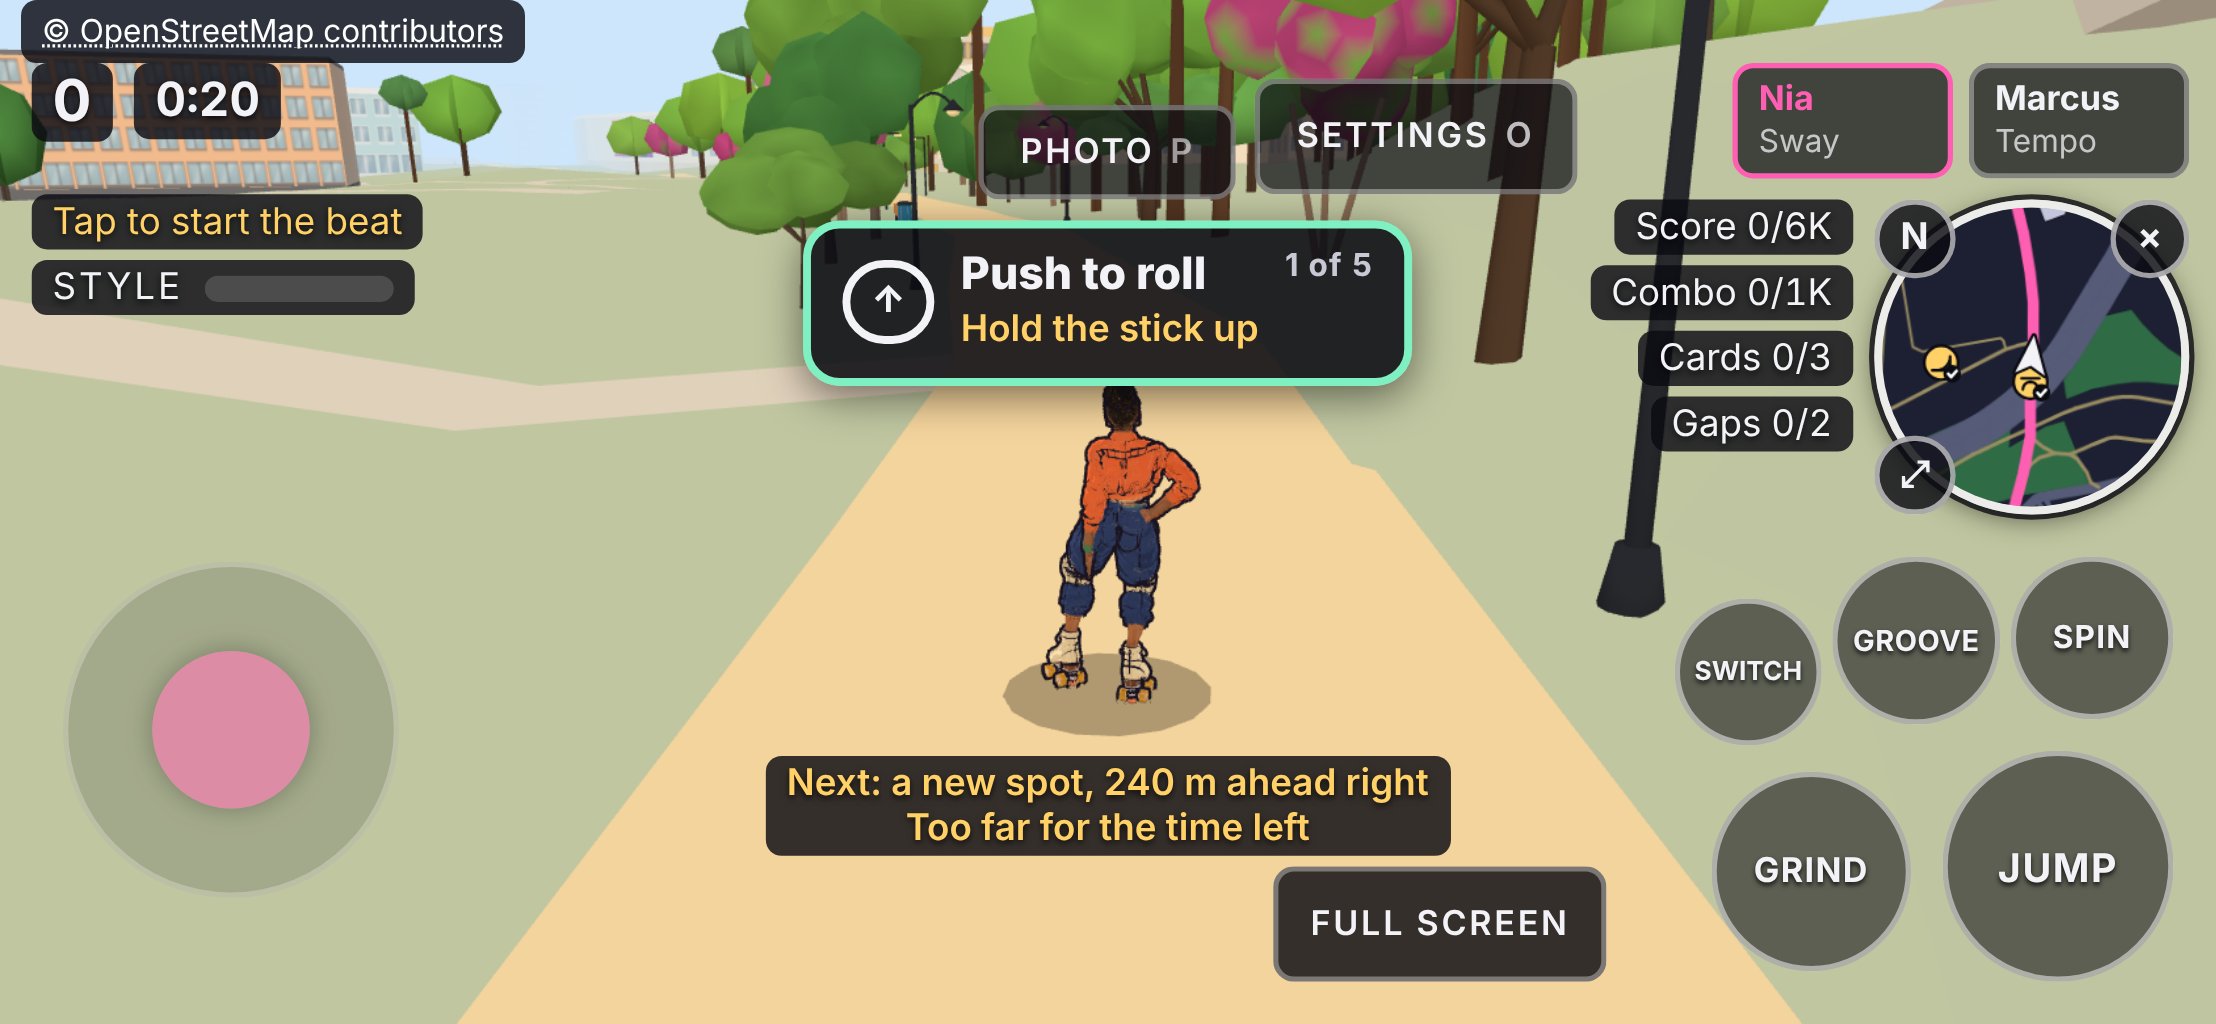 © OpenStreetMap contributors
0
0:20
PHOTO P
SETTINGS O
Nia
Sway
Marcus
Tempo
Tap to start the beat
STYLE
Push to roll
1 of 5
Hold the stick up
Score 0/6K
Combo 0/1K
Cards 0/3
Gaps 0/2
N
×
SWITCH
GROOVE
SPIN
GRIND
JUMP
Next: a new spot, 240 m ahead right
Too far for the time left
FULL SCREEN